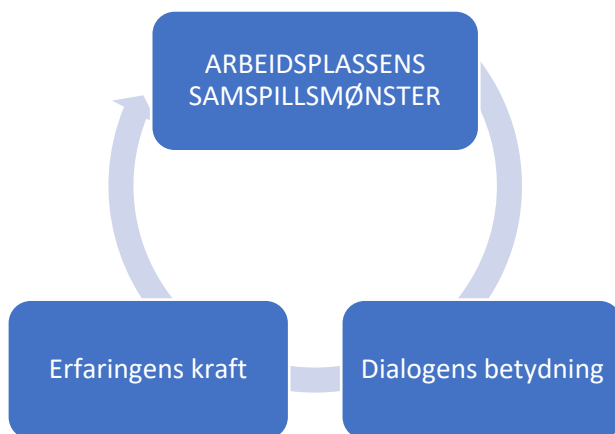 ARBEIDSPLASSENS
SAMSPILLSMØNSTER
Erfaringens kraft
Dialogens betydning